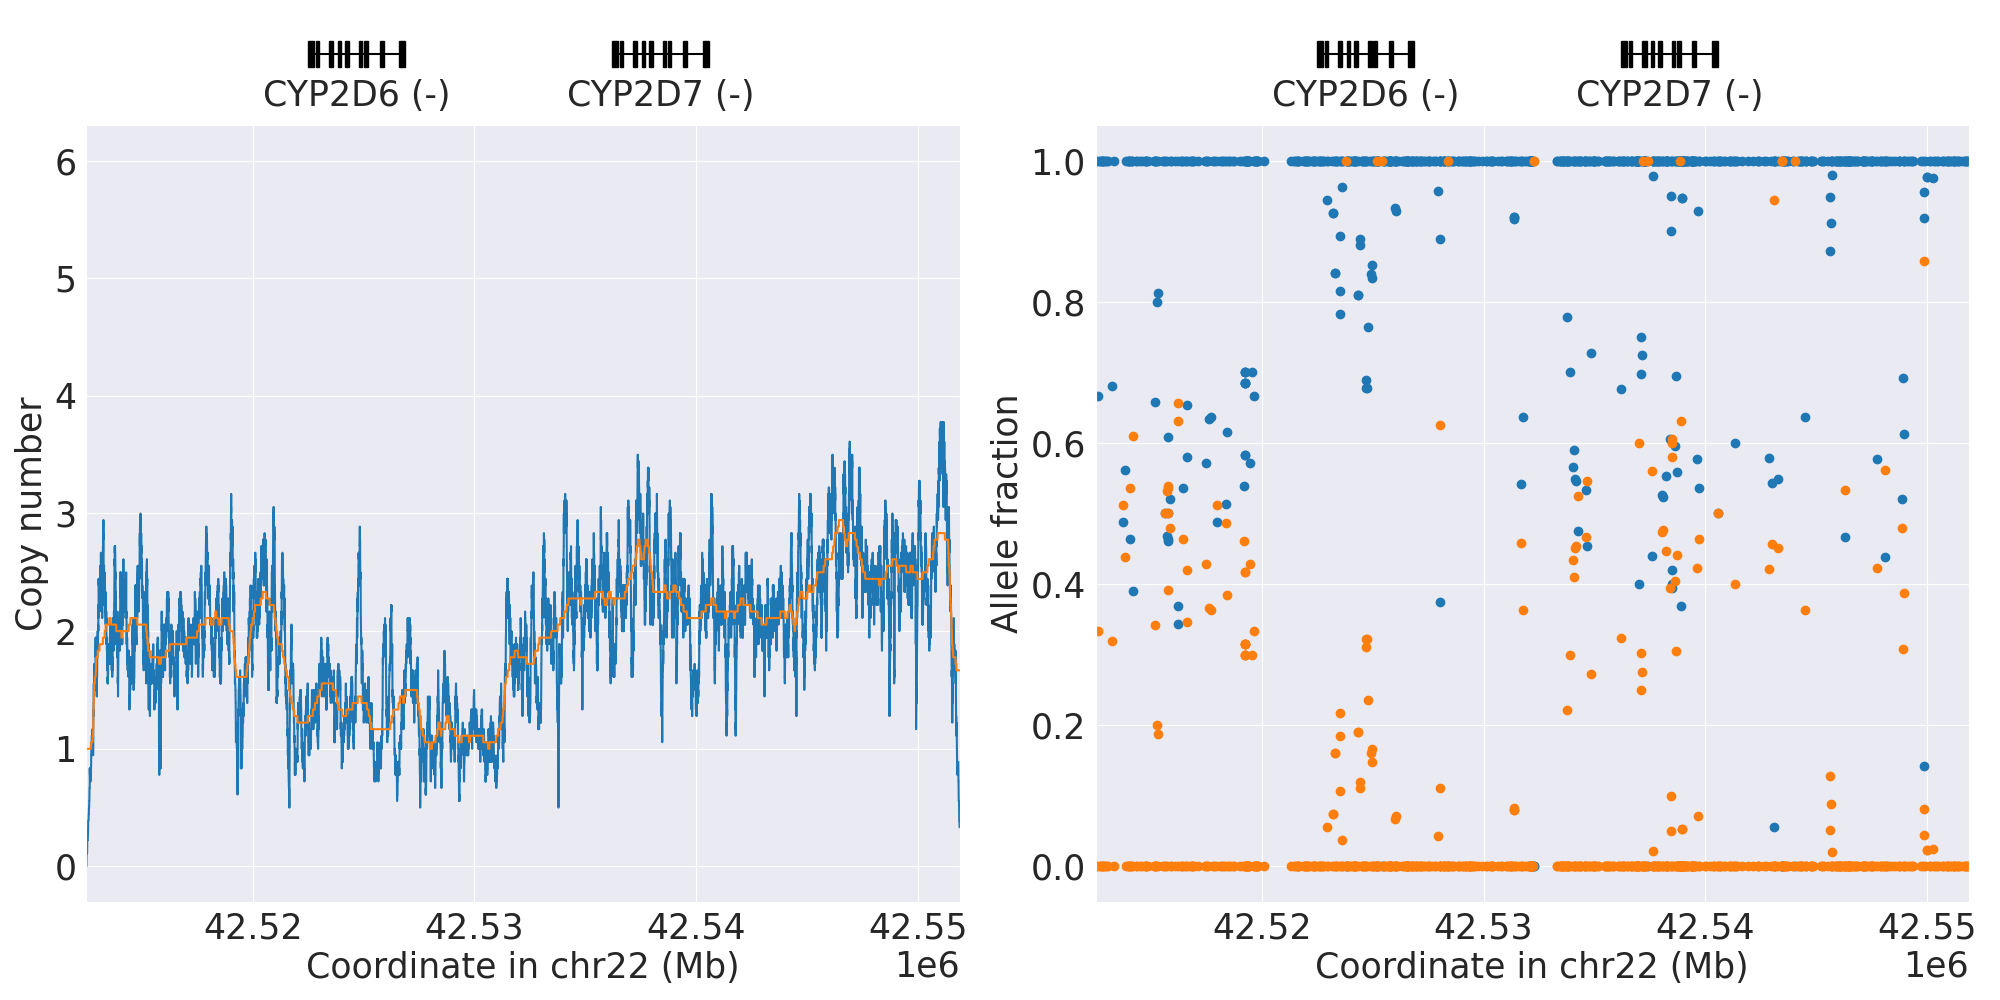 CYP2D6 (-) CYP2D7 (-)
6
5
4
3
2
1
0
Copy number
42.52 42.53 42.54 42.55
Coordinate in chr22 (Mb) 1e6
CYP2D6 (-) CYP2D7 (-)
1.0
0.8
0.6
0.4
0.2
0.0
Allele fraction
42.52 42.53 42.54 42.55
Coordinate in chr22 (Mb) 1e6